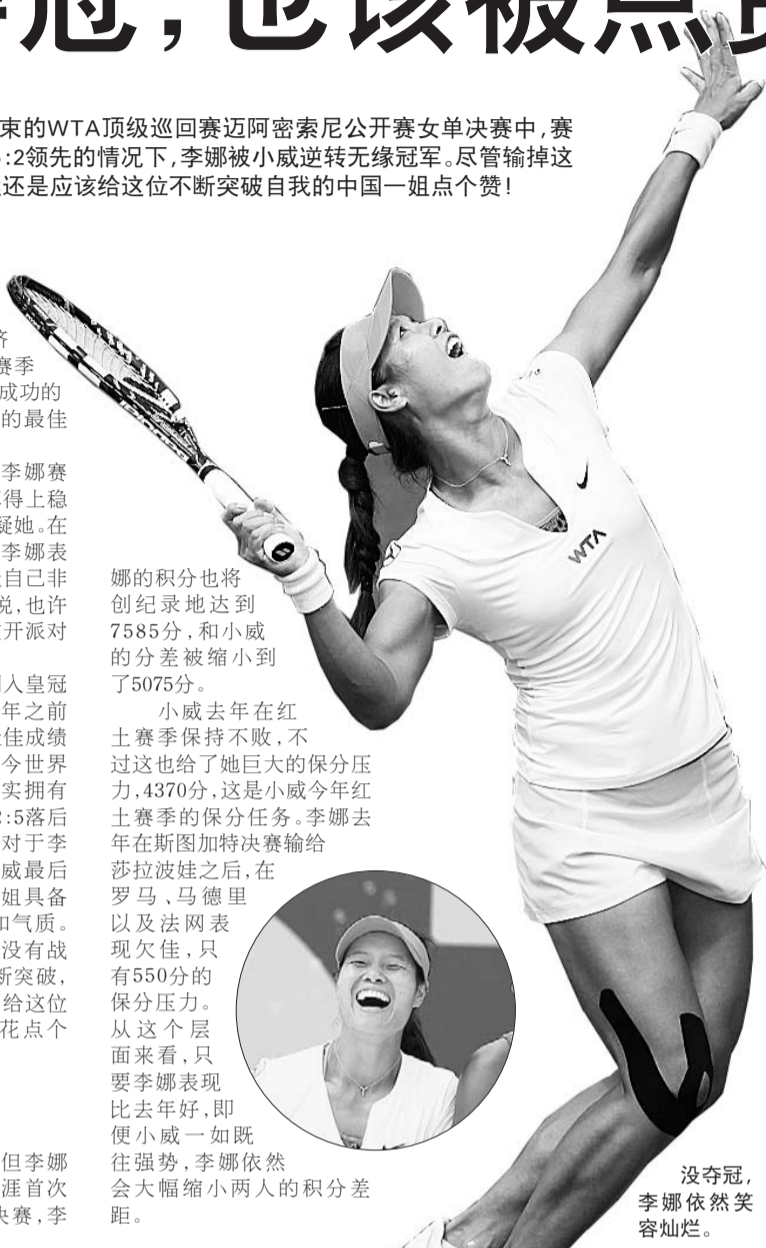 冠，也该被点
束的WTA顶级巡回赛迈阿密索尼公开赛女单决赛中，赛
:2领先的情况下，李娜被小威逆转无缘冠军。尽管输掉这
还是应该给这位不断突破自我的中国一姐点个赞！
赛季
成功的
的最佳
李娜赛
得上稳
疑她。在
李娜表
自己非
说，也许
开派对
入皇冠
年之前
佳成绩
今世界
实拥有
:5落后
对于李
威最后
姐具备
和气质。
没有战
断突破，
给这位
花点个
但李娜
涯首次
决赛，李
娜的积分也将
创纪录地达到
7585分，和小威
的分差被缩小到
了5075分。
小威去年在红
土赛季保持不败，不
过这也给了她巨大的保分压
力，4370分，这是小威今年红
土赛季的保分任务。李娜去
年在斯图加特决赛输给
莎拉波娃之后，在
罗马、马德里
以及法网表
现欠佳，只
有550分的
保分压力。
从这个层
面来看，只
要李娜表现
比去年好，即
便小威一如既
往强势，李娜依然
会大幅缩小两人的积分差
距。
WTA
没夺冠，
李娜依然笑
容灿烂。